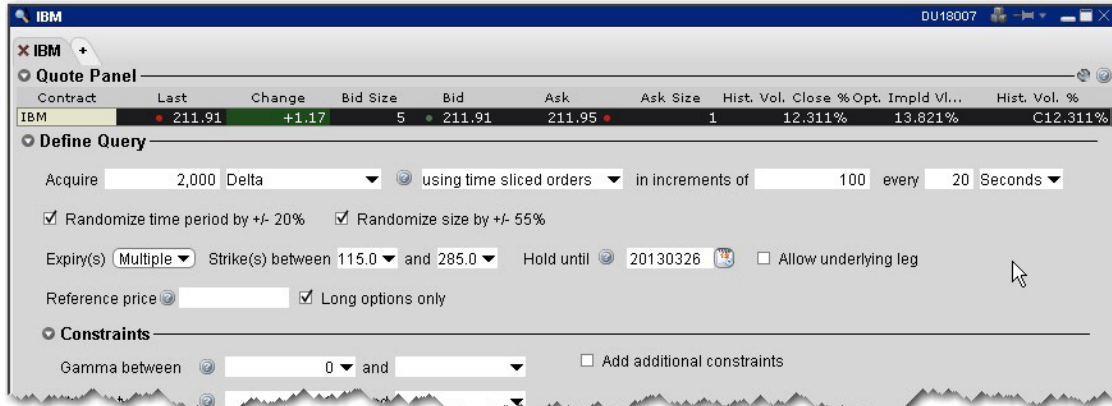 IBM DU18007
IBM +
Quote Panel
Contract Last Change Bid Size Bid Ask Ask Size Hist. Vol. Close % Opt. Impld Vl... Hist. Vol. %
IBM 211.91 +1.17 5 211.91 211.95 1 12.311% 13.821% C12.311%
Define Query
Acquire 2,000 Delta using time sliced orders in increments of 100 every 20 Seconds
Randomize time period by +/- 20% Randomize size by +/- 55%
Expiry(s) Multiple Strike(s) between 115.0 and 285.0 Hold until 20130326 Allow underlying leg
Reference price Long options only
Constraints
Gamma between 0 and Add additional constraints